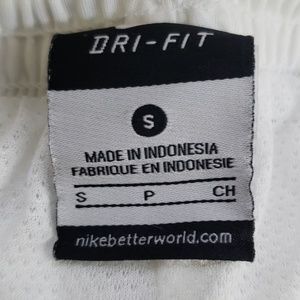 DRI-FIT
S
MADE IN INDONESIA
FABRIQUE EN INDONESIE
S P CH
nikebetterworld.com